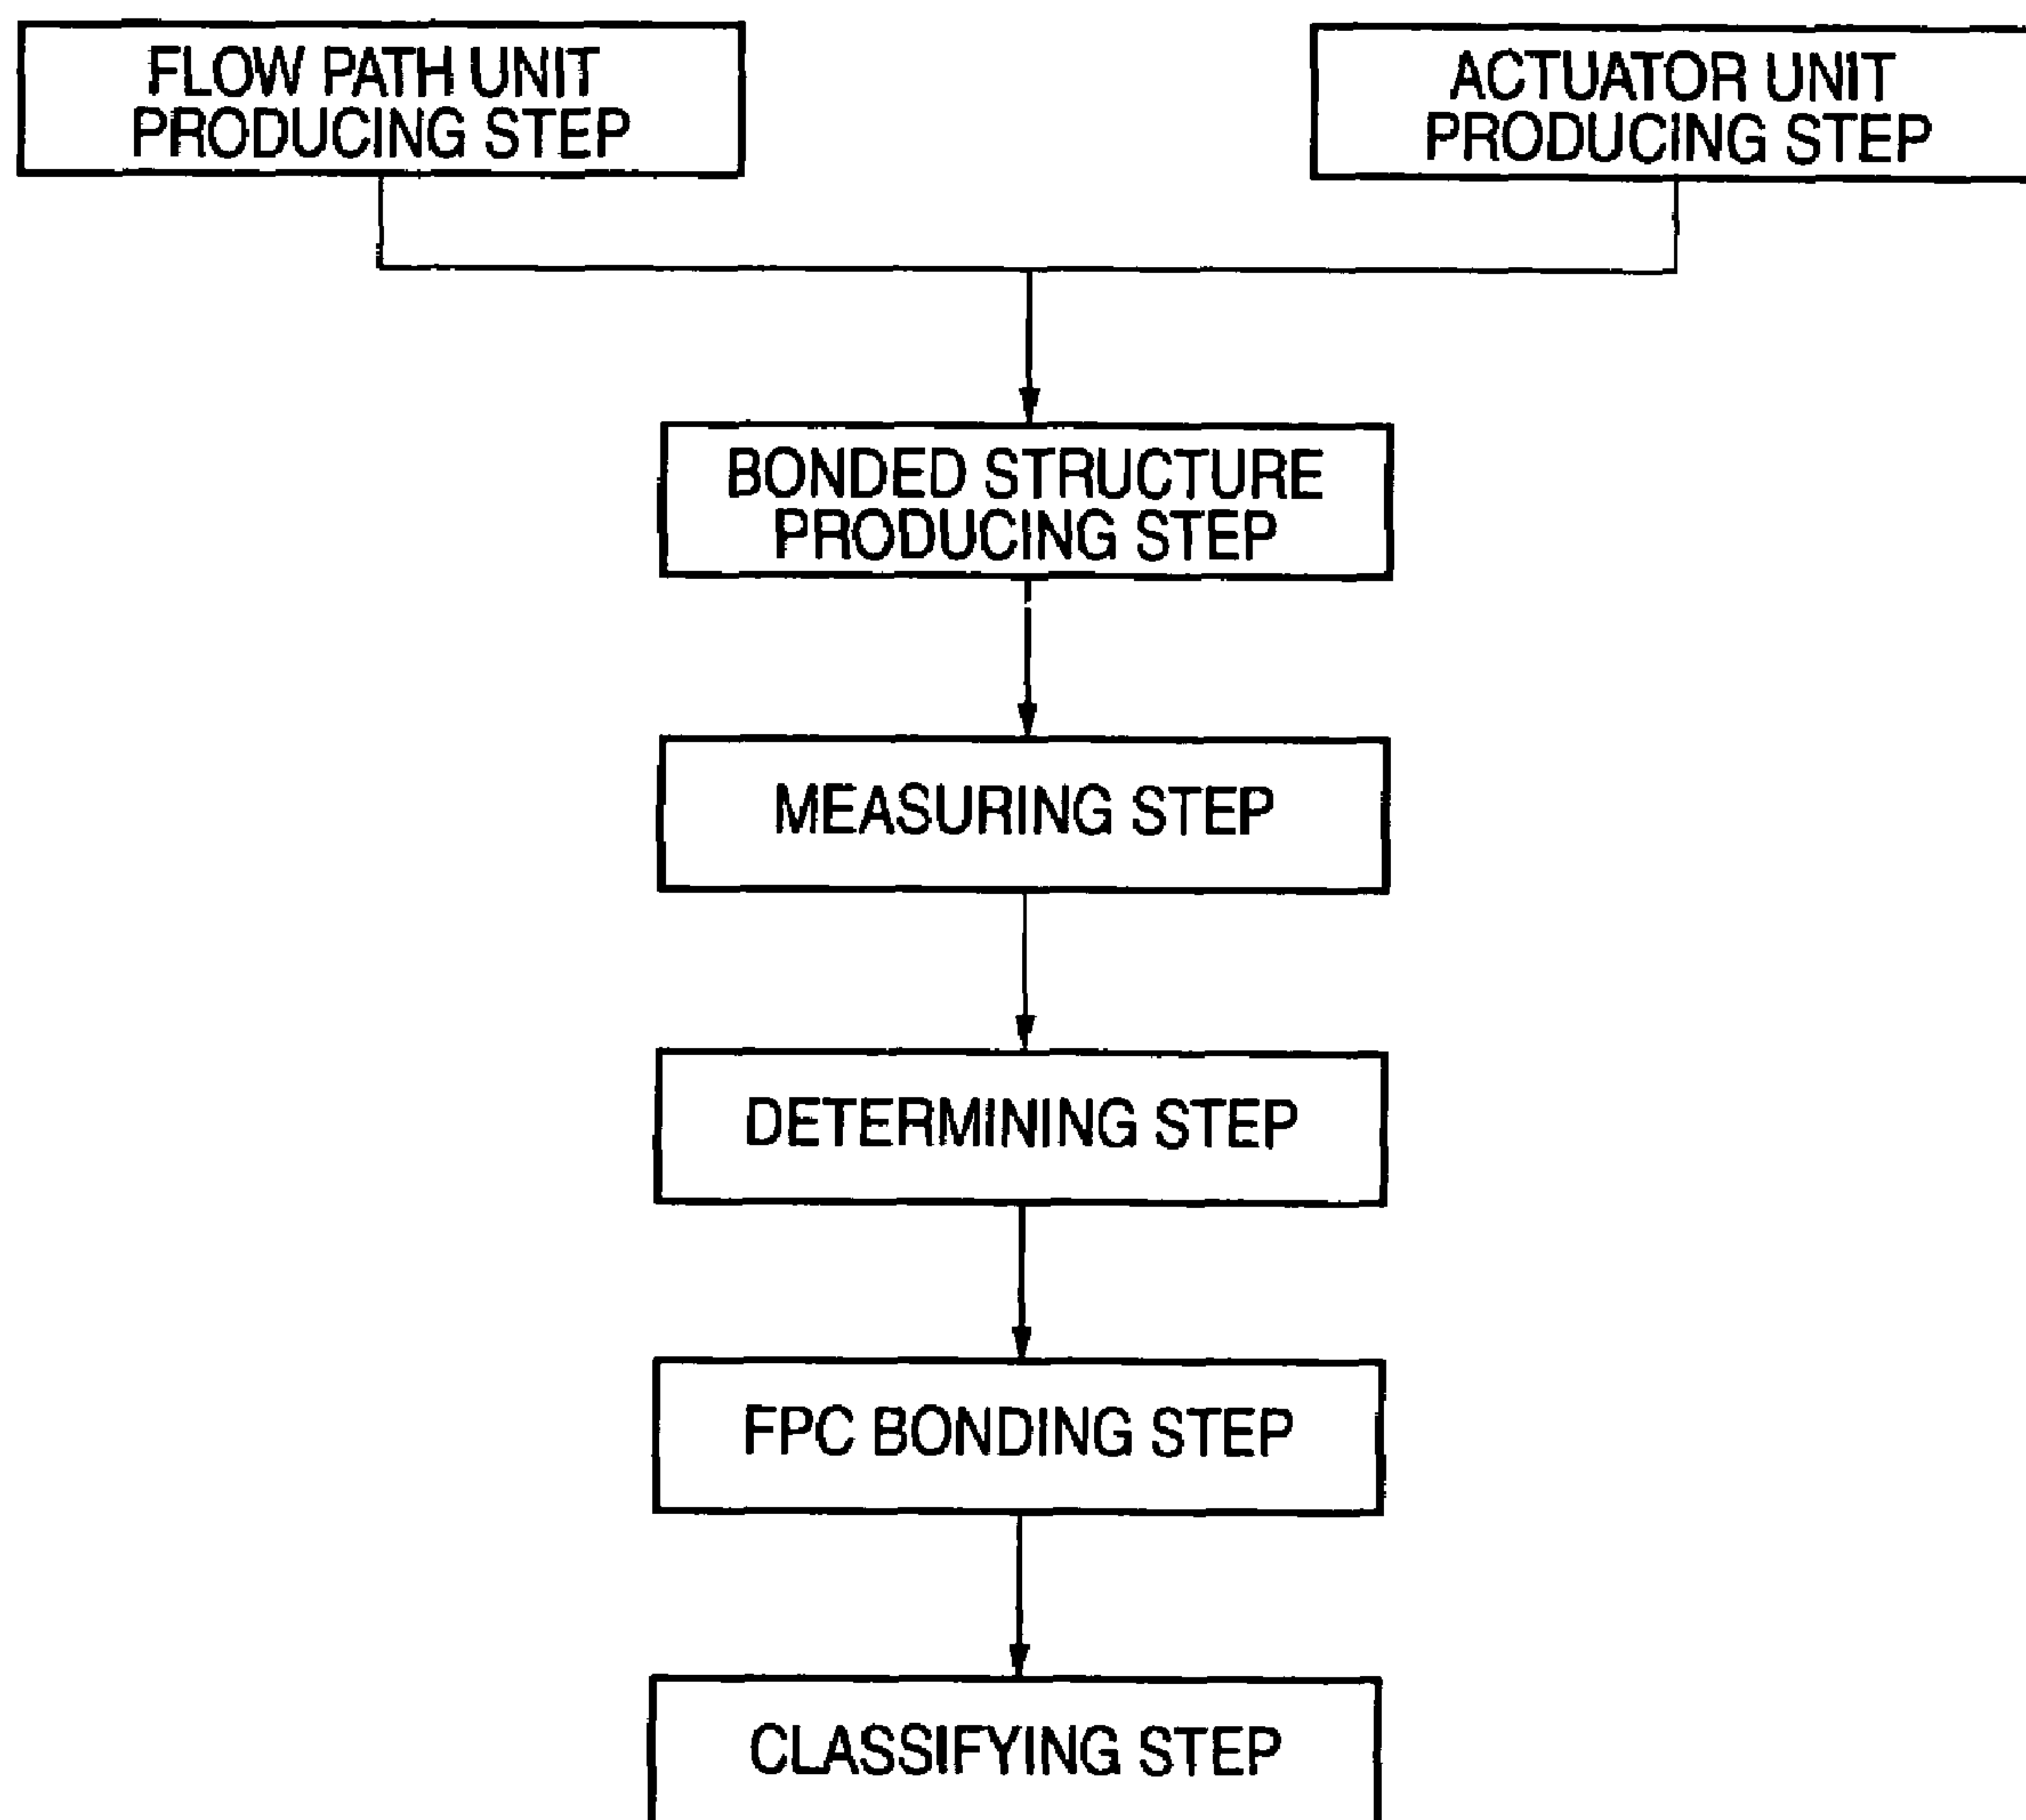 FLOW PATH UNIT
PRODUCING STEP
ACTUATOR UNIT
PRODUCING STEP
BONDED STRUCTURE
PRODUCING STEP
MEASURING STEP
DETERMINING STEP
FPC BONDING STEP
CLASSIFYING STEP